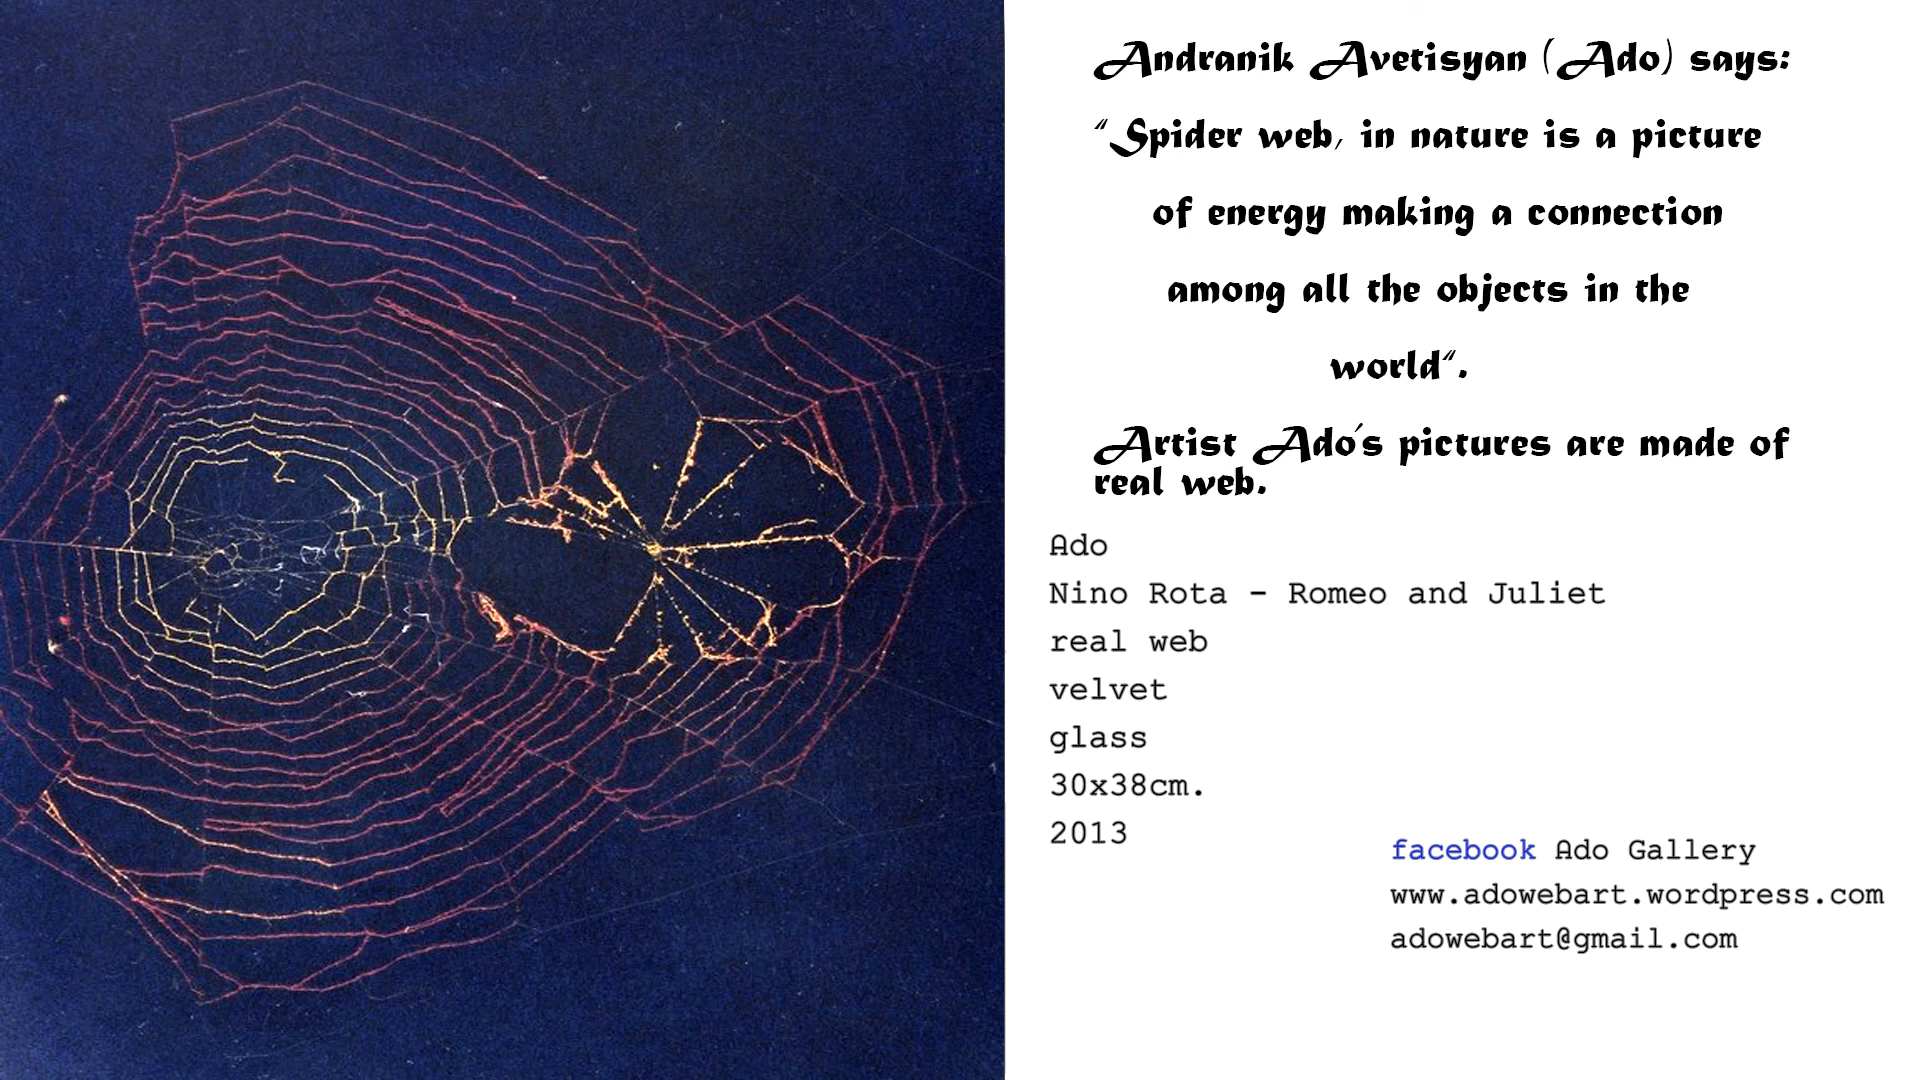 Andranik Avetisyan (Ado) says:
"Spider web, in nature is a picture
of energy making a connection
among all the objects in the
world".
Artist Ado's pictures are made of
real web.
Ado
Nino Rota - Romeo and Juliet
real web
velvet
glass
30x38cm.
2013
facebook Ado Gallery
www.adowebart.wordpress.com
adowebart@gmail.com